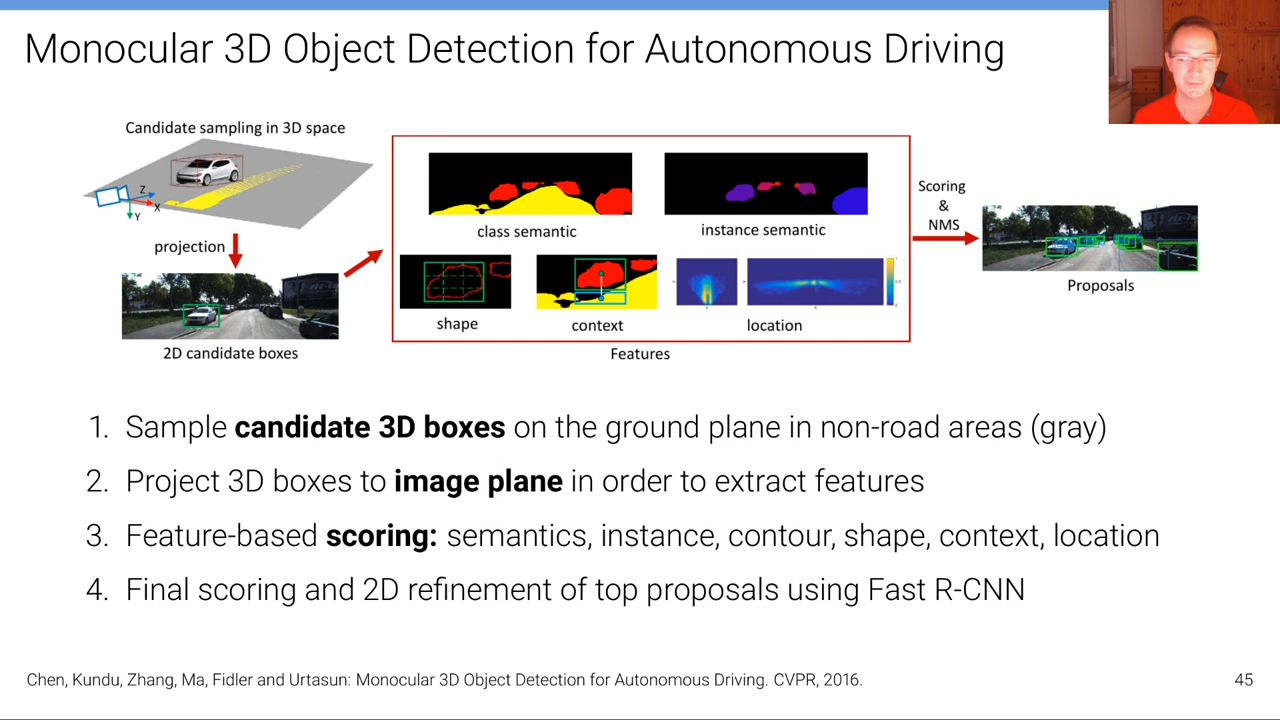 Monocular 3D Object Detection for Autonomous Driving
Candidate sampling in 3D space
Z
X
Y
projection
2D candidate boxes
class semantic
instance semantic
shape
context
location
Features
Scoring
&
NMS
Proposals
1. Sample candidate 3D boxes on the ground plane in non-road areas (gray)
2. Project 3D boxes to image plane in order to extract features
3. Feature-based scoring: semantics, instance, contour, shape, context, location
4. Final scoring and 2D refinement of top proposals using Fast R-CNN
Chen, Kundu, Zhang, Ma, Fidler and Urtasun: Monocular 3D Object Detection for Autonomous Driving. CVPR, 2016.
45